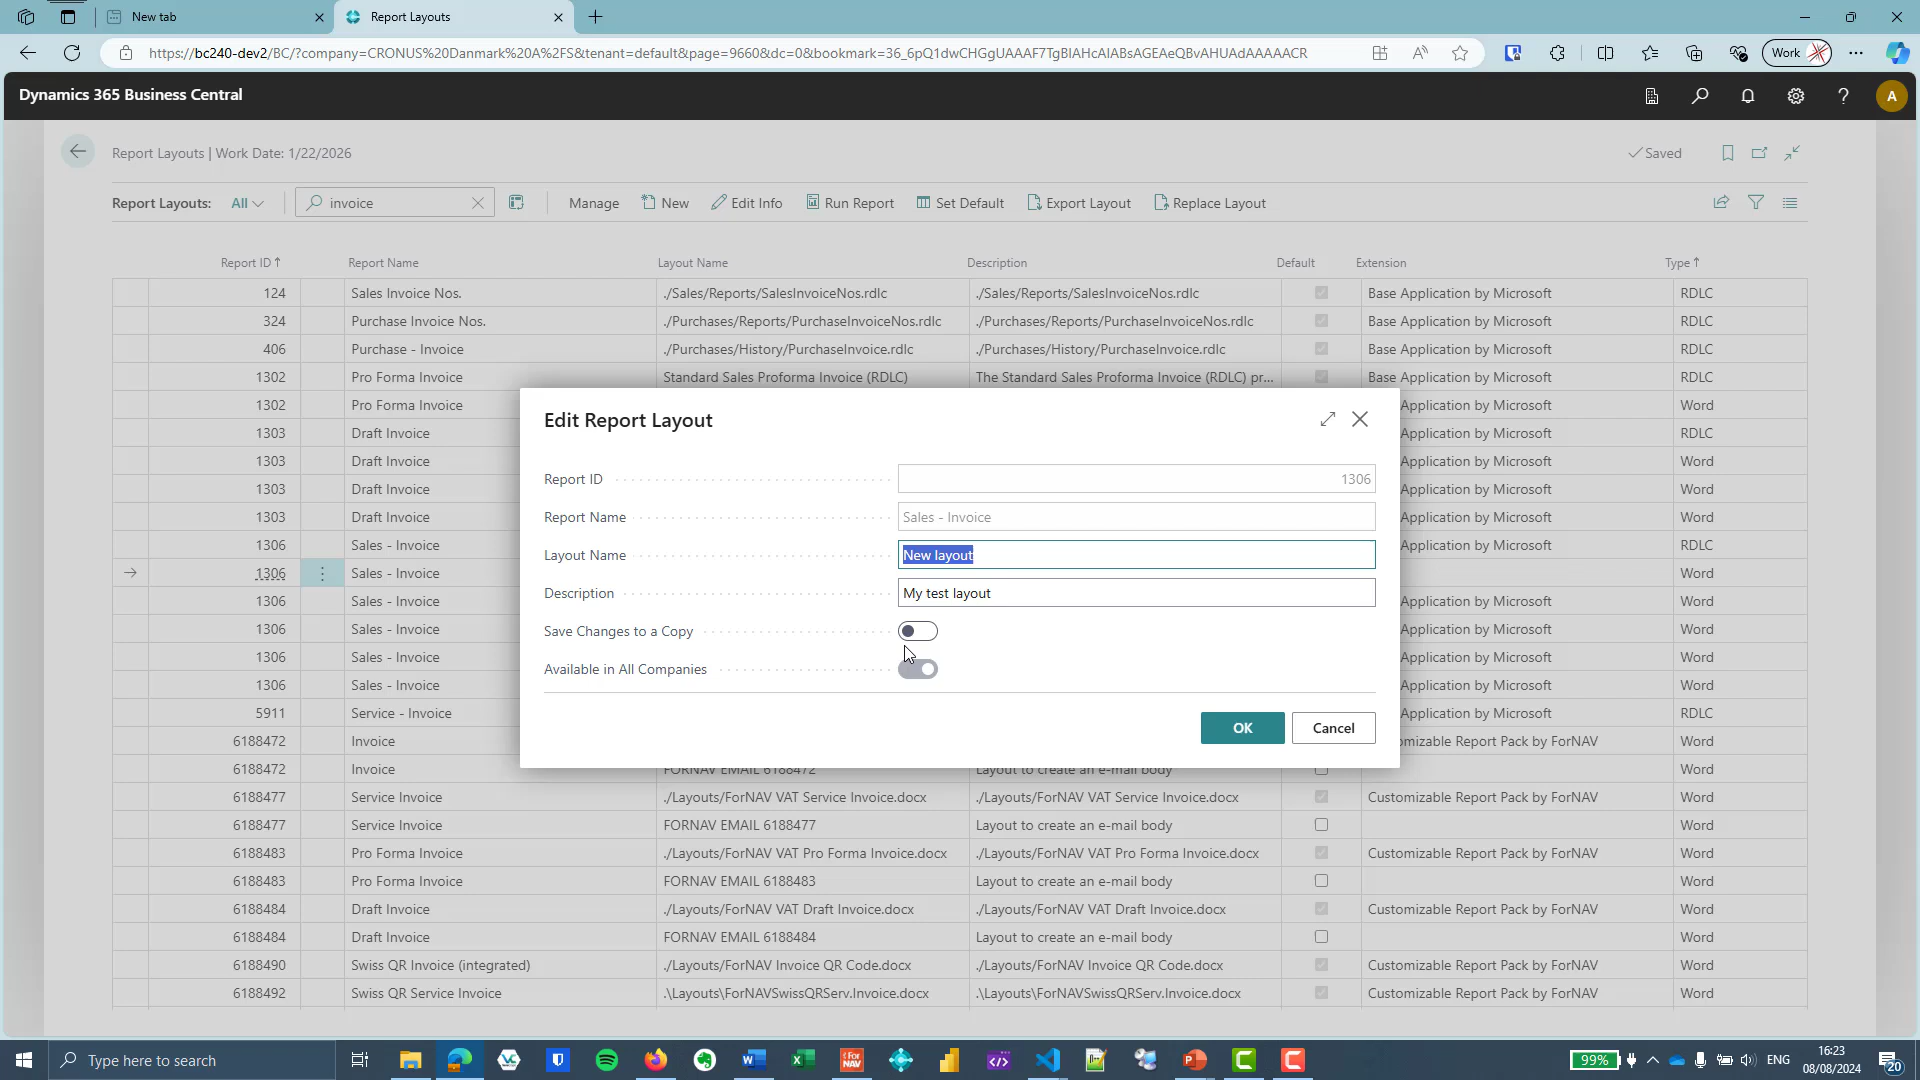 New tab
Report Layouts
https://bc240-dev2/BC/?company=CRONUS%20Danmark%20A%2FS&tenant=default&page=9660&dc=0&bookmark=36_6pQ1dwCHGgUAAAF7TgBIAHcAIABsAGEAeQBvAHUAdAAAAACR
Work
Dynamics 365 Business Central
A
Report Layouts | Work Date: 1/22/2026
Saved
Report Layouts: All invoice Manage New Edit Info Run Report Set Default Export Layout Replace Layout
Report ID ↑ Report Name Layout Name Description Default Extension Type ↑
124 Sales Invoice Nos. ./Sales/Reports/SalesInvoiceNos.rdlc ./Sales/Reports/SalesInvoiceNos.rdlc Base Application by Microsoft RDLC
324 Purchase Invoice Nos. ./Purchases/Reports/PurchaseInvoiceNos.rdlc ./Purchases/Reports/PurchaseInvoiceNos.rdlc Base Application by Microsoft RDLC
406 Purchase - Invoice ./Purchases/History/PurchaseInvoice.rdlc ./Purchases/History/PurchaseInvoice.rdlc Base Application by Microsoft RDLC
1302 Pro Forma Invoice Standard Sales Proforma Invoice (RDLC) The Standard Sales Proforma Invoice (RDLC) pr... Base Application by Microsoft RDLC
1302 Pro Forma Invoice Application by Microsoft Word
1303 Draft Invoice Application by Microsoft RDLC
1303 Draft Invoice Application by Microsoft Word
1303 Draft Invoice Application by Microsoft Word
1303 Draft Invoice Application by Microsoft Word
1306 Sales - Invoice Application by Microsoft RDLC
1306 Sales - Invoice Word
1306 Sales - Invoice Application by Microsoft Word
1306 Sales - Invoice Application by Microsoft Word
1306 Sales - Invoice Application by Microsoft Word
1306 Sales - Invoice Application by Microsoft Word
5911 Service - Invoice Application by Microsoft RDLC
6188472 Invoice omizable Report Pack by ForNAV Word
6188472 Invoice FORNAV EMAIL 6188472 Layout to create an e-mail body Word
6188477 Service Invoice ./Layouts/ForNAV VAT Service Invoice.docx ./Layouts/ForNAV VAT Service Invoice.docx Customizable Report Pack by ForNAV Word
6188477 Service Invoice FORNAV EMAIL 6188477 Layout to create an e-mail body Word
6188483 Pro Forma Invoice ./Layouts/ForNAV VAT Pro Forma Invoice.docx ./Layouts/ForNAV VAT Pro Forma Invoice.docx Customizable Report Pack by ForNAV Word
6188483 Pro Forma Invoice FORNAV EMAIL 6188483 Layout to create an e-mail body Word
6188484 Draft Invoice ./Layouts/ForNAV VAT Draft Invoice.docx ./Layouts/ForNAV VAT Draft Invoice.docx Customizable Report Pack by ForNAV Word
6188484 Draft Invoice FORNAV EMAIL 6188484 Layout to create an e-mail body Word
6188490 Swiss QR Invoice (integrated) ./Layouts/ForNAV Invoice QR Code.docx ./Layouts/ForNAV Invoice QR Code.docx Customizable Report Pack by ForNAV Word
6188492 Swiss QR Service Invoice .\Layouts\ForNAVSwissQRServ.Invoice.docx .\Layouts\ForNAVSwissQRServ.Invoice.docx Customizable Report Pack by ForNAV Word
Edit Report Layout
Report ID 1306
Report Name Sales - Invoice
Layout Name New layout
Description My test layout
Save Changes to a Copy
Available in All Companies
OK Cancel
Type here to search
99% ENG
16:23
08/08/2024
20